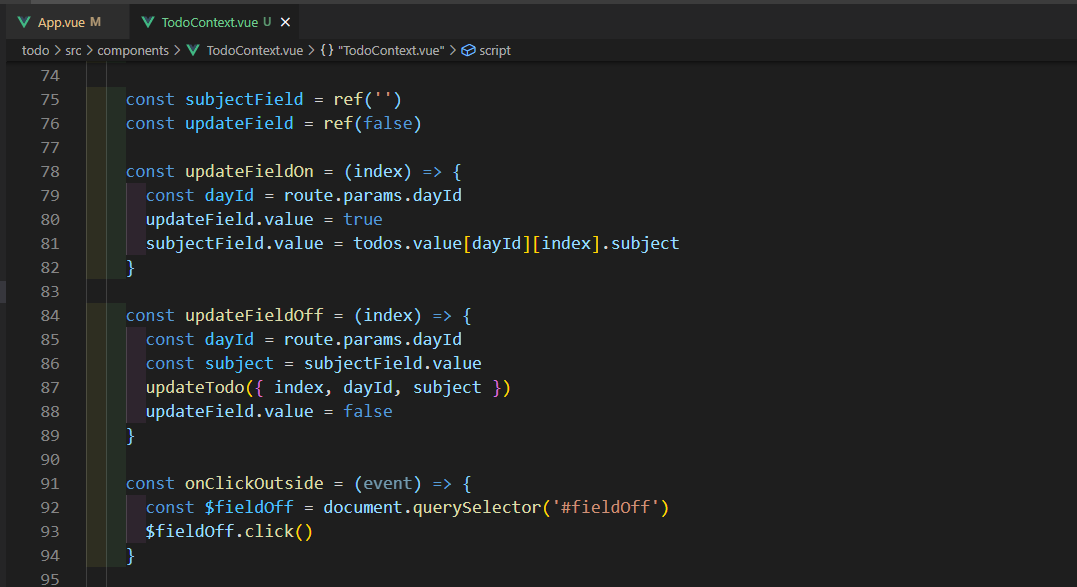 App.vue M TodoContext.vue U ×
todo > src > components > TodoContext.vue > {} "TodoContext.vue" > script
74
75 const subjectField = ref('')
76 const updateField = ref(false)
77
78 const updateFieldOn = (index) => {
79 const dayId = route.params.dayId
80 updateField.value = true
81 subjectField.value = todos.value[dayId][index].subject
82 }
83
84 const updateFieldOff = (index) => {
85 const dayId = route.params.dayId
86 const subject = subjectField.value
87 updateTodo({ index, dayId, subject })
88 updateField.value = false
89 }
90
91 const onClickOutside = (event) => {
92 const $fieldOff = document.querySelector('#fieldOff')
93 $fieldOff.click()
94 }
95